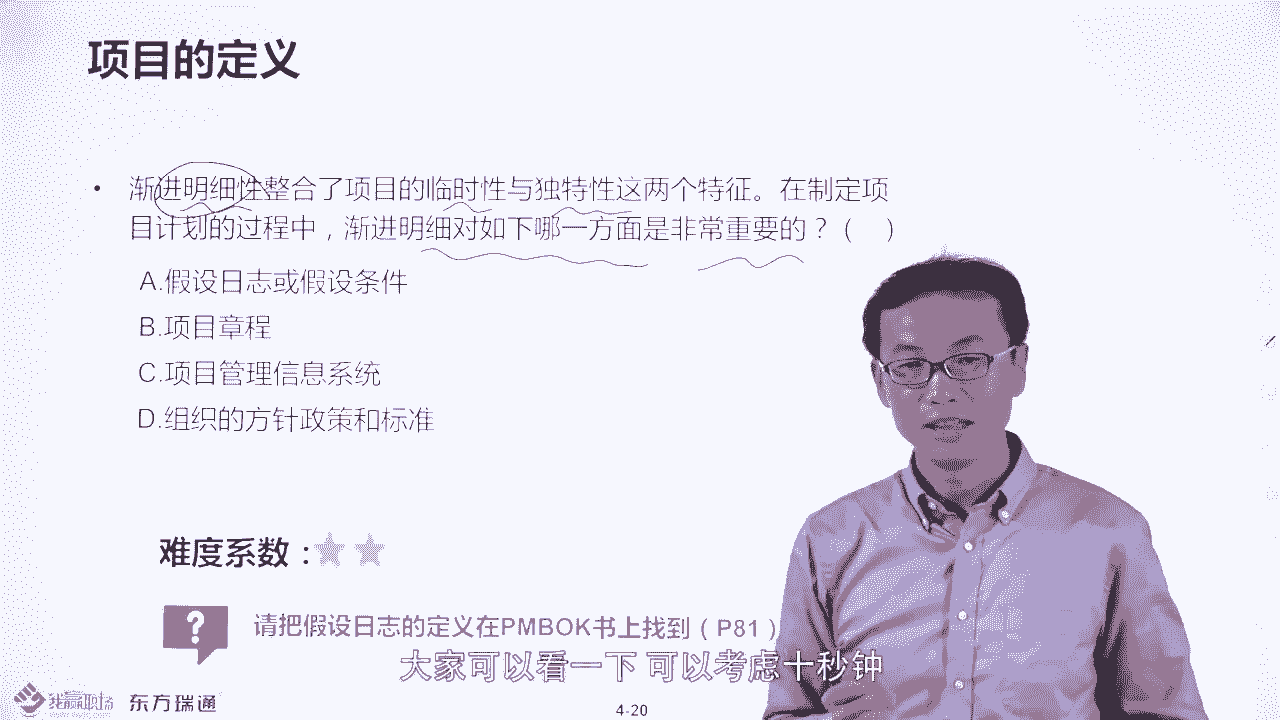 项目的定义
• 渐进明细性整合了项目的临时性与独特性这两个特征。在制定项
目计划的过程中，渐进明细对如下哪一方面是非常重要的？（ ）
A.假设日志或假设条件
B.项目章程
C.项目管理信息系统
D.组织的方针政策和标准
难度系数：
? 请把假设日志的定义在PMBOK书上找到（P81）
大家可以看一下 可以考虑十秒钟
我赢职场 东方瑞通
4-20